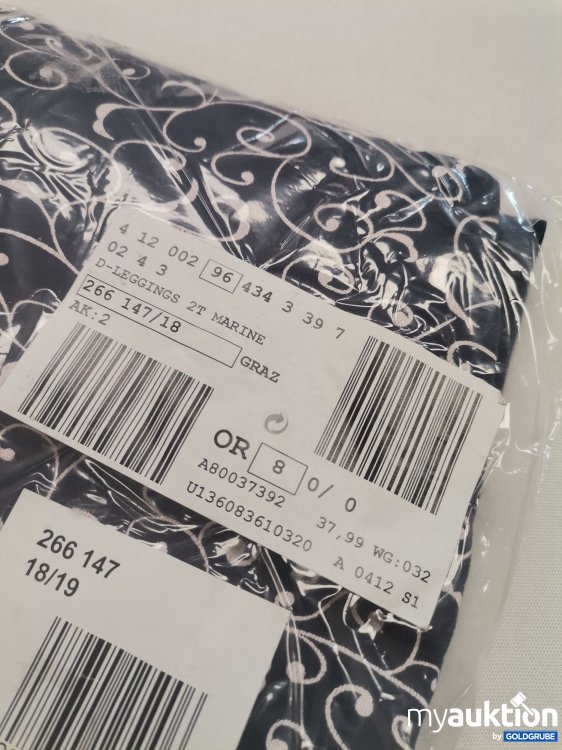 4 12 002 96 434 3 39 7
02 4 3
D-LEGGINGS 2T MARINE
266 147/18
AK:2
GRAZ
OR 8 0/ 0
A80037392
37,99 WG:032
U136083610320
A 0412 S1
266 147
18/19
myauktion
by GOLDGRUBE